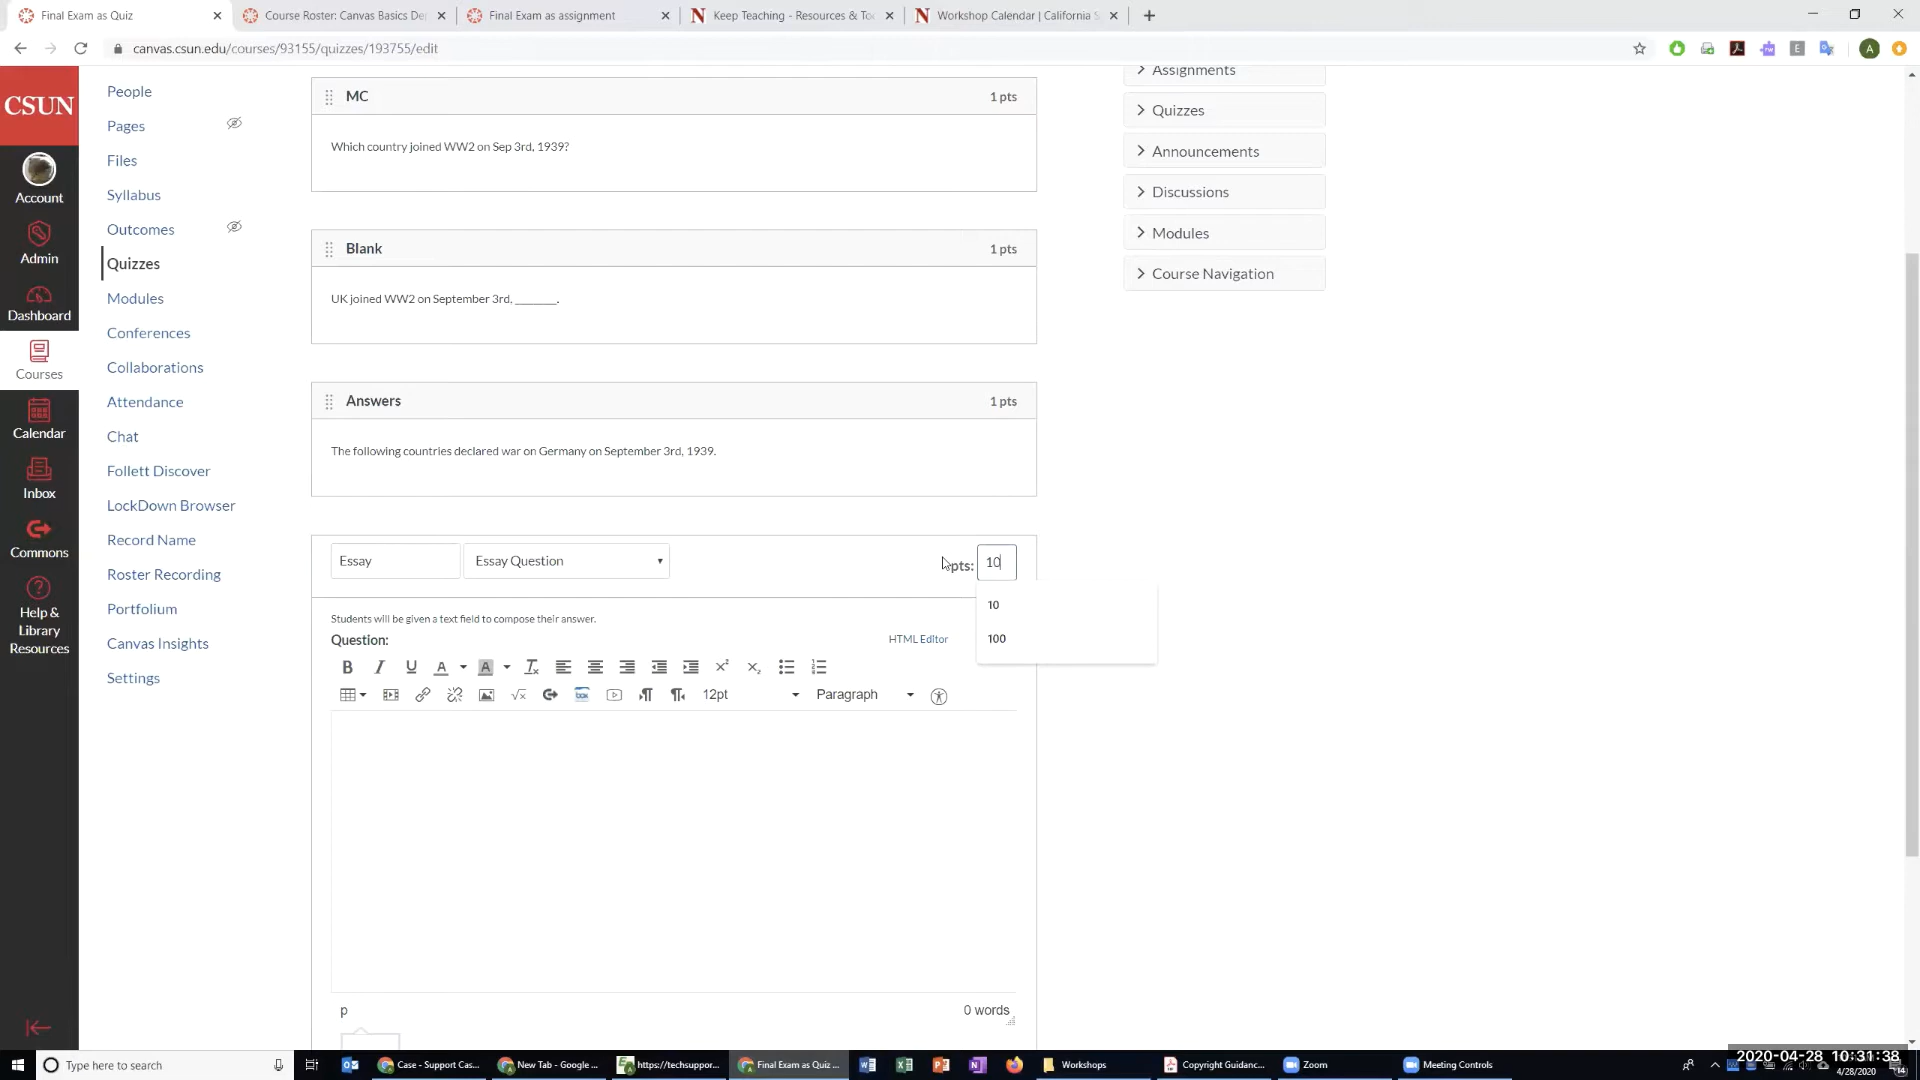 Final Exam as Quiz
Course Roster: Canvas Basics De
Final Exam as assignment
Keep Teaching - Resources & To
Workshop Calendar | California S
canvas.csun.edu/courses/93155/quizzes/193755/edit
CSUN
Account
Admin
Dashboard
Courses
Calendar
Inbox
Commons
Help &
Library
Resources
People
Pages
Files
Syllabus
Outcomes
Quizzes
Modules
Conferences
Collaborations
Attendance
Chat
Follett Discover
LockDown Browser
Record Name
Roster Recording
Portfolium
Canvas Insights
Settings
MC 1 pts
Which country joined WW2 on Sep 3rd, 1939?
Blank 1 pts
UK joined WW2 on September 3rd, _______.
Answers 1 pts
The following countries declared war on Germany on September 3rd, 1939.
Essay Essay Question pts: 10
10
100
Students will be given a text field to compose their answer.
Question: HTML Editor
12pt Paragraph
p 0 words
Assignments
Quizzes
Announcements
Discussions
Modules
Course Navigation
Type here to search
Case - Support Cas...
New Tab - Google ...
https://techsuppor...
Final Exam as Quiz ...
Workshops
Copyright Guidanc...
Zoom
Meeting Controls
2020-04-28 10:31:38
4/28/2020